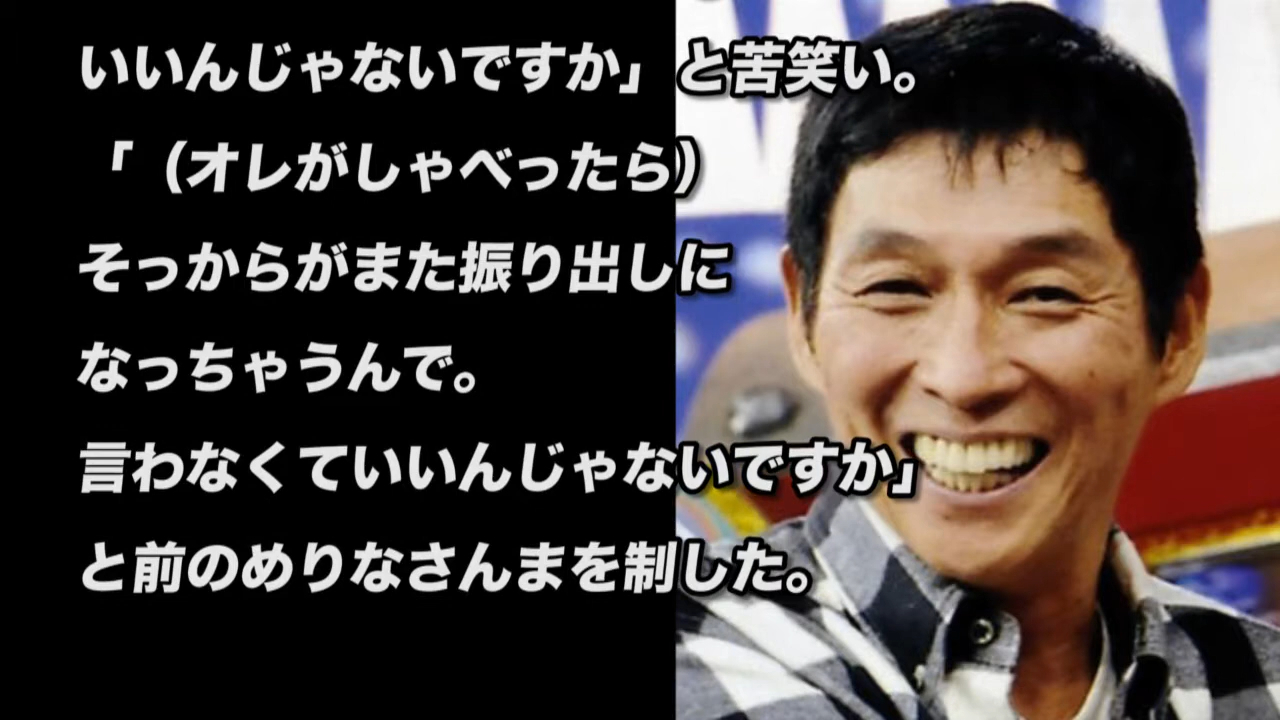 いいんじゃないですか」と苦笑い。
「（オレがしゃべったら）
そっからがまた振り出しに
なっちゃうんで。
言わなくていいんじゃないですか」
と前のめりなさんまを制した。